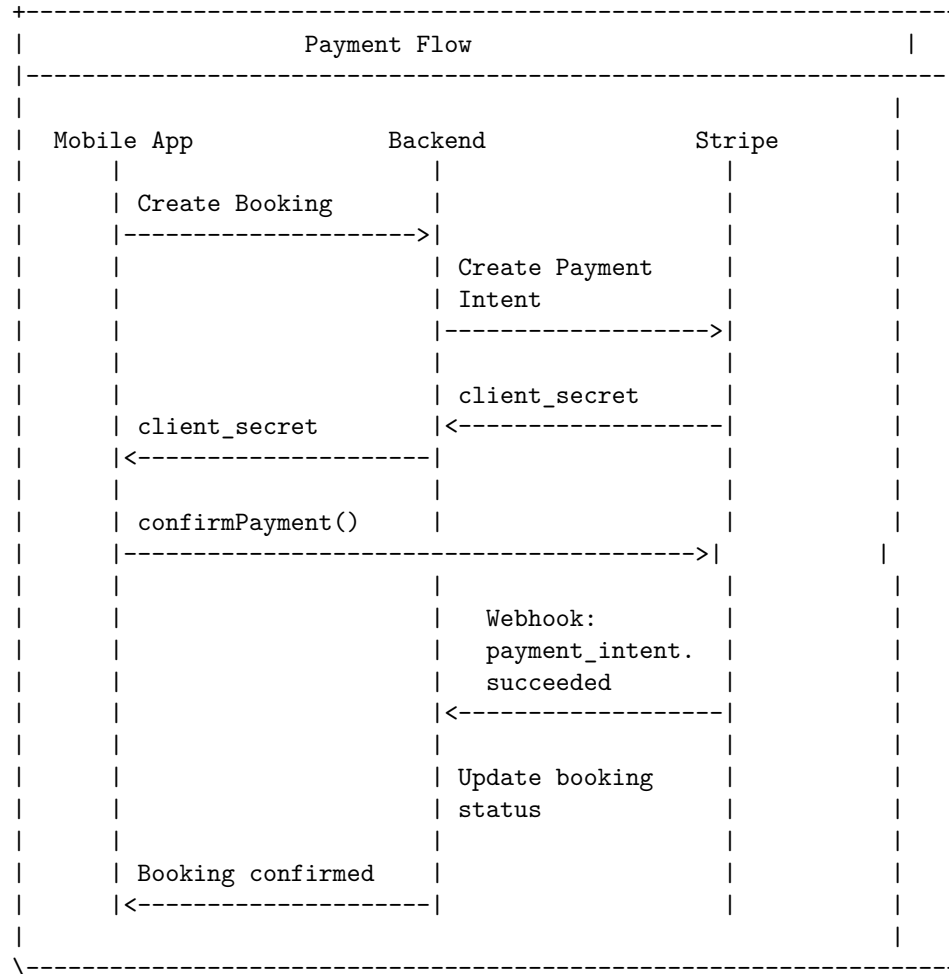 Payment Flow
Mobile App Backend Stripe
Create Booking
Create Payment
Intent
client_secret
client_secret
confirmPayment()
Webhook:
payment_intent.
succeeded
Update booking
status
Booking confirmed